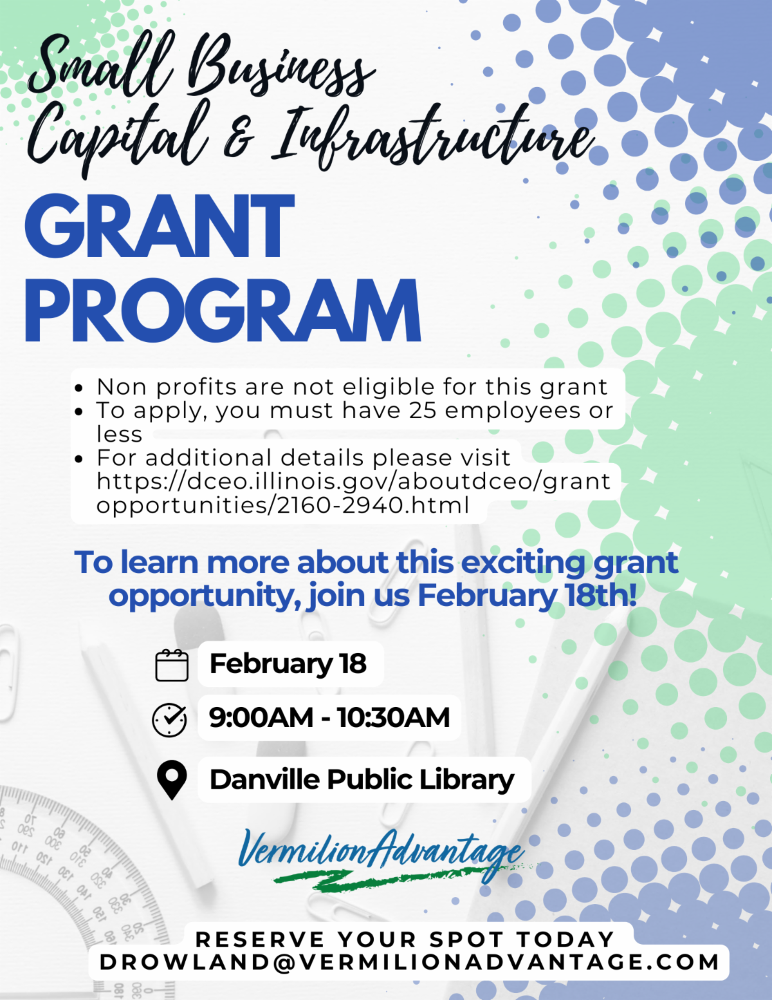 Small Business
Capital & Infrastructure
GRANT
PROGRAM
• Non profits are not eligible for this grant
• To apply, you must have 25 employees or
less
• For additional details please visit
https://dceo.illinois.gov/aboutdceo/grant
opportunities/2160-2940.html
To learn more about this exciting grant
opportunity, join us February 18th!
February 18
9:00AM - 10:30AM
Danville Public Library
VermilionAdvantage
RESERVE YOUR SPOT TODAY
DROWLAND@VERMILIONADVANTAGE.COM